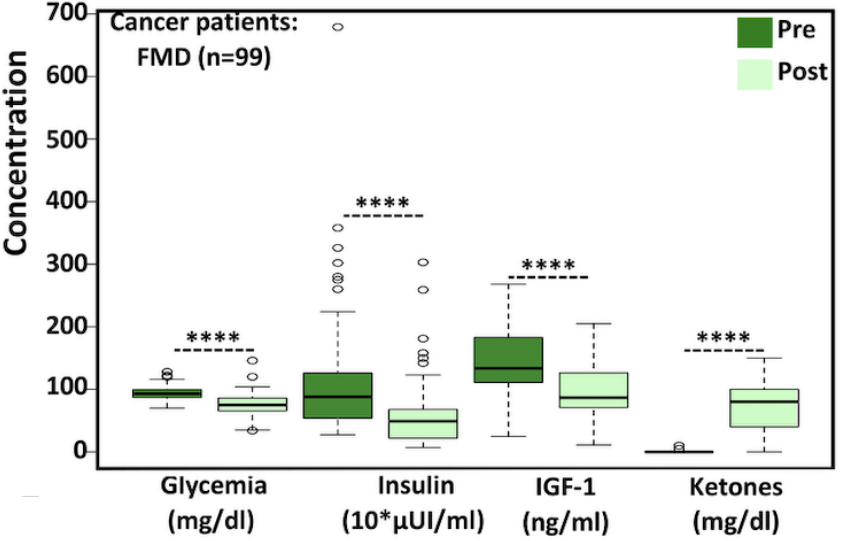 Concentration
700
600
500
400
300
200
100
0
Cancer patients:
FMD (n=99)
Pre
Post
****
****
****
****
Glycemia
(mg/dl)
Insulin
(10*μUI/ml)
IGF-1
(ng/ml)
Ketones
(mg/dl)